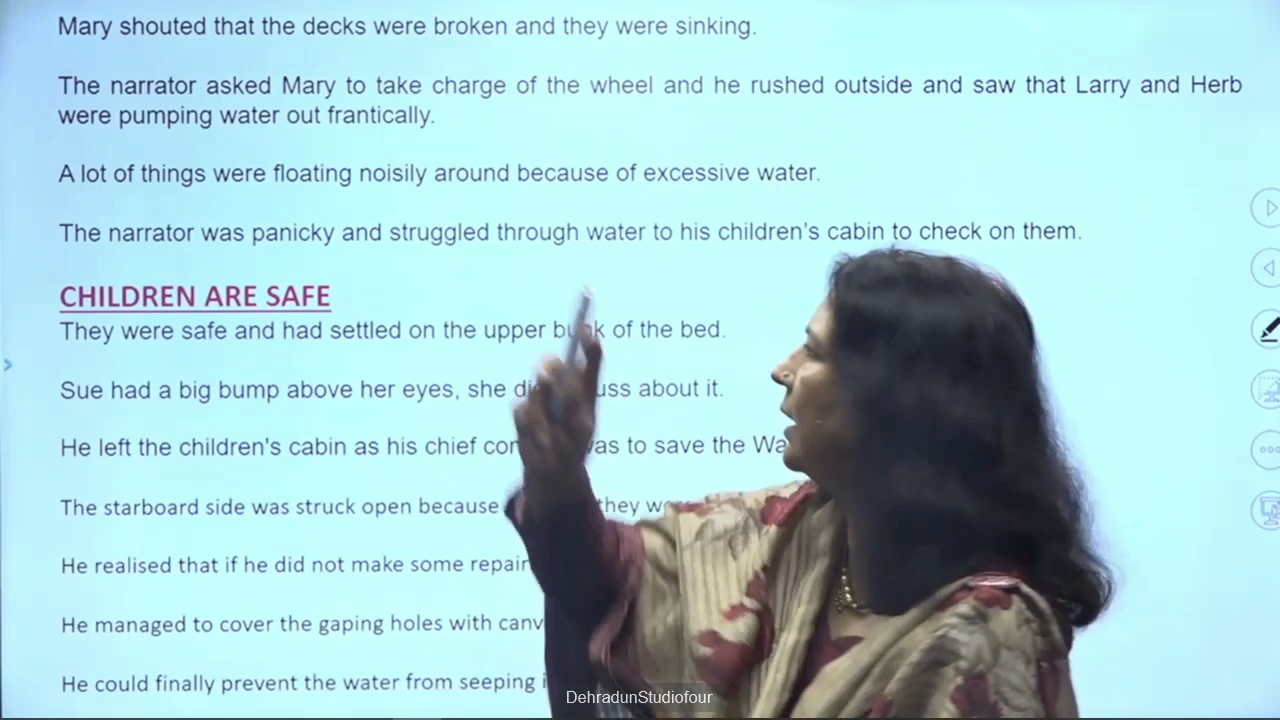 Mary shouted that the decks were broken and they were sinking.
The narrator asked Mary to take charge of the wheel and he rushed outside and saw that Larry and Herb
were pumping water out frantically.
A lot of things were floating noisily around because of excessive water.
The narrator was panicky and struggled through water to his children's cabin to check on them.
CHILDREN ARE SAFE
They were safe and had settled on the upper bunk of the bed.
Sue had a big bump above her eyes, she about it.
He left the children's cabin as his chief was to save the
The starboard side was struck open because they
He realised that if he did not make some
He managed to cover the gaping holes with
He could finally prevent the water from seeping
DehradunStudiofour